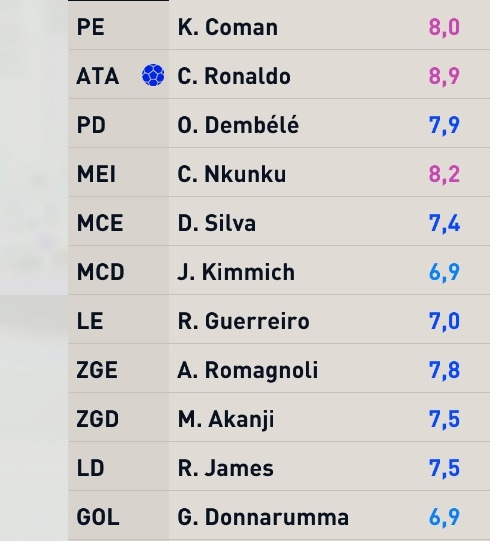 PE K. Coman 8,0
ATA C. Ronaldo 8,9
PD O. Dembélé 7,9
MEI C. Nkunku 8,2
MCE D. Silva 7,4
MCD J. Kimmich 6,9
LE R. Guerreiro 7,0
ZGE A. Romagnoli 7,8
ZGD M. Akanji 7,5
LD R. James 7,5
GOL G. Donnarumma 6,9